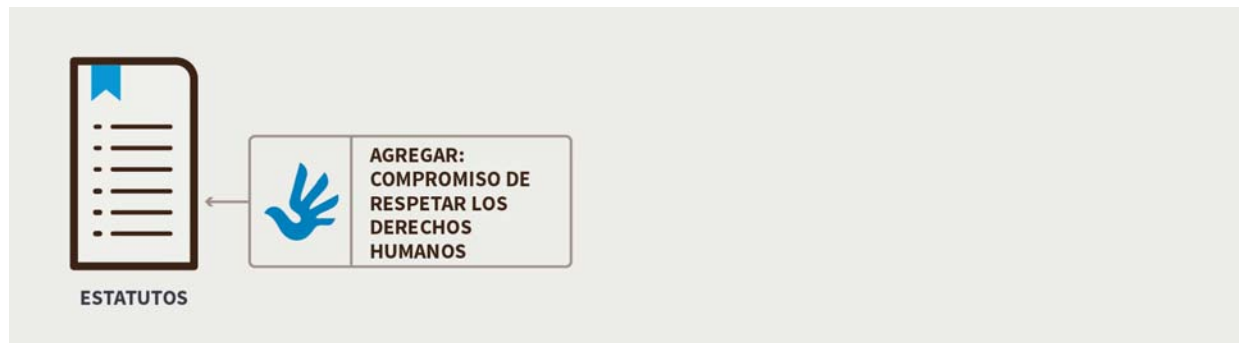 AGREGAR:
COMPROMISO DE
RESPETAR LOS
DERECHOS
HUMANOS
ESTATUTOS